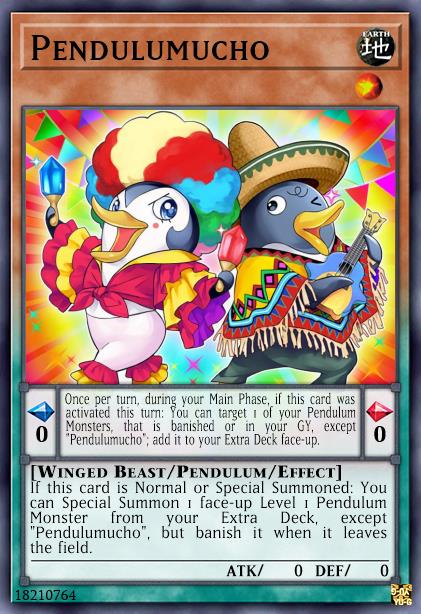 PENDULUMUCHO
EARTH
地
Once per turn, during your Main Phase, if this card was
activated this turn: You can target 1 of your Pendulum
Monsters, that is banished or in your GY, except
"Pendulumucho"; add it to your Extra Deck face-up.
0
0
[WINGED BEAST/PENDULUM/EFFECT]
If this card is Normal or Special Summoned: You
can Special Summon 1 face-up Level 1 Pendulum
Monster from your Extra Deck, except
"Pendulumucho", but banish it when it leaves
the field.
ATK/ 0 DEF/ 0
18210764